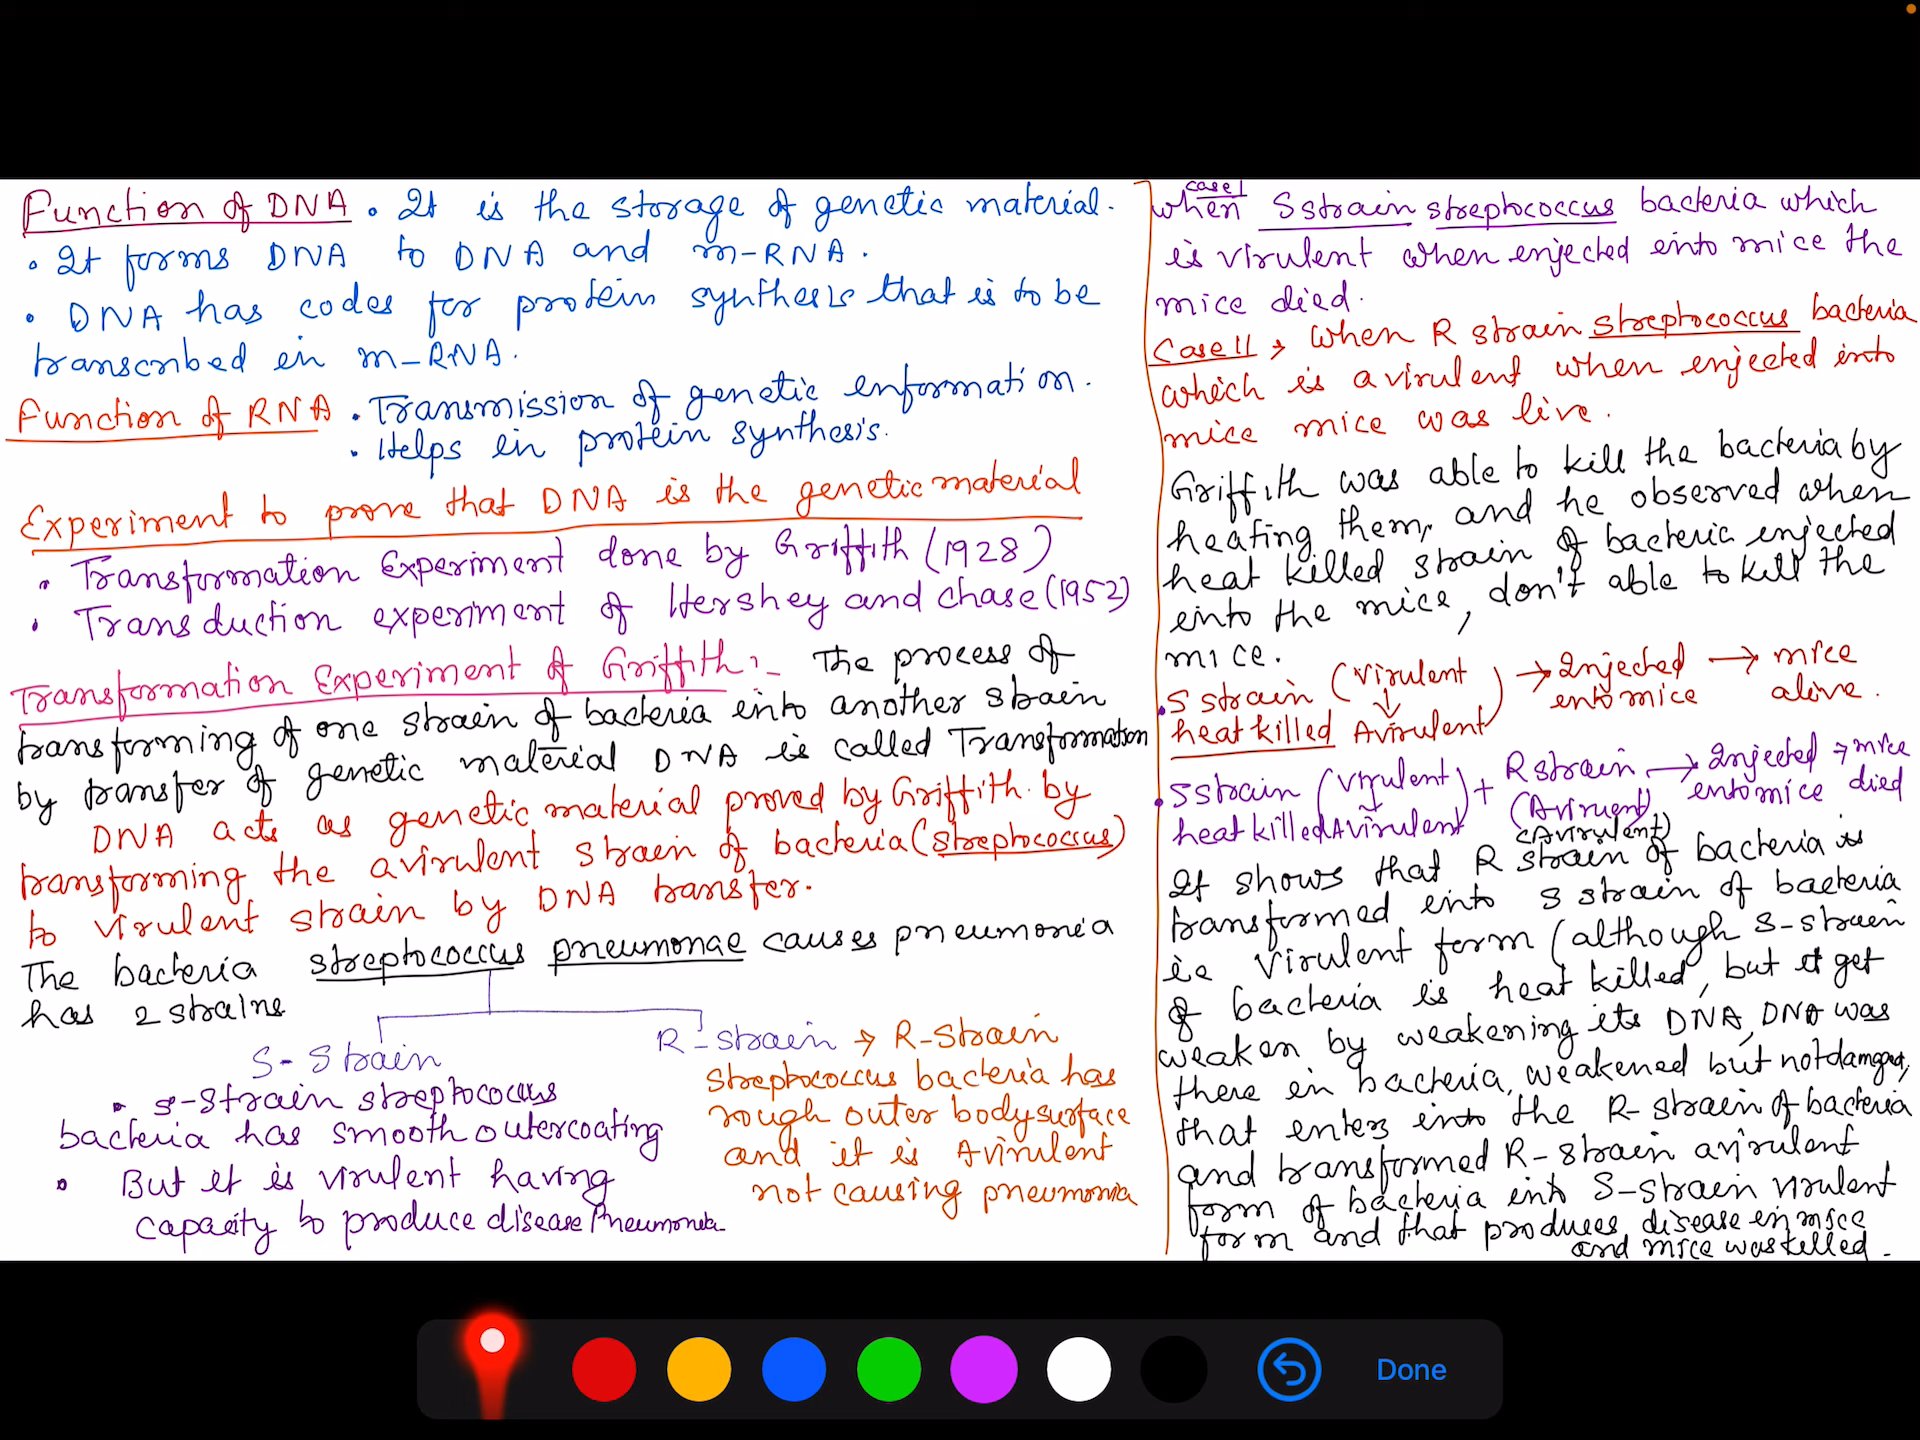 Function of DNA • It is the storage of genetic material.
• It forms DNA to DNA and m-RNA.
• DNA has codes for protein synthesis that is to be
transcribed in m-RNA.
Function of RNA • Transmission of genetic information.
• Helps in protein synthesis.
Experiment to prove that DNA is the genetic material
• Transformation Experiment done by Griffith (1928)
• Transduction experiment of Hershey and chase (1952)
Transformation Experiment of Griffith:- The process of
transforming of one strain of bacteria into another strain
by transfer of genetic material DNA is called Transformation
DNA acts as genetic material proved by Griffith by
transforming the avirulent strain of bacteria (streptococcus)
to virulent strain by DNA transfer.
The bacteria streptococcus pneumonae causes pneumonia
has 2 strains
S-Strain
• S-Strain streptococcus
bacteria has smooth outercoating
• But it is virulent having
capacity to produce disease Pneumonia.
R-strain → R-Strain
Streptococcus bacteria has
rough outer body surface
and it is Avirulent
not causing pneumonia
case I
when S strain streptococcus bacteria which
is virulent when enjected into mice the
mice died.
Case II → when R strain streptococcus bacteria
which is avirulent when enjected into
mice mice was live.
Griffith was able to kill the bacteria by
heating them, and he observed when
heat killed strain of bacteria enjected
into the mice, don't able to kill the
mice.
• S strain (Virulent → Injected → mice
heat killed Avirulent) into mice alive.
• S strain (Virulent) + R strain → Injected → mice
heat killed Avirulent (Aviruent) into mice died
(Avirulent)
It shows that R strain of bacteria is
transformed into S strain of bacteria
ie Virulent form (although S-strain
of bacteria is heat killed, but it get
weaken by weakening its DNA, DNA was
there in bacteria, weakened but not damaged,
that enters into the R-strain of bacteria
and transformed R-strain avirulent
form of bacteria into S-strain virulent
form and that produces disease in mice
and mice was killed.
Done